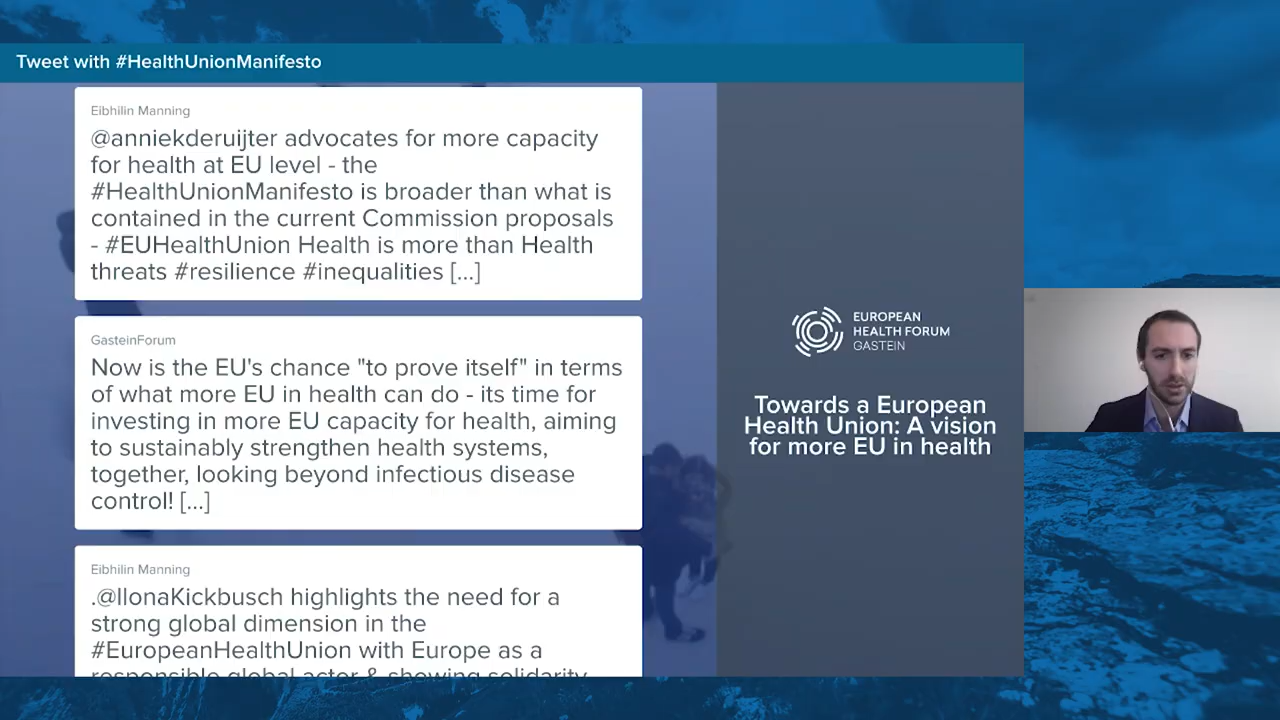 Tweet with #HealthUnionManifesto
Eibhilin Manning
@anniekderuijter advocates for more capacity
for health at EU level - the
#HealthUnionManifesto is broader than what is
contained in the current Commission proposals
- #EUHealthUnion Health is more than Health
threats #resilience #inequalities [...]
GasteinForum
Now is the EU's chance "to prove itself" in terms
of what more EU in health can do - its time for
investing in more EU capacity for health, aiming
to sustainably strengthen health systems,
together, looking beyond infectious disease
control! [...]
Eibhilin Manning
.@IlonaKickbusch highlights the need for a
strong global dimension in the
#EuropeanHealthUnion with Europe as a
responsible global actor & showing solidarity
EUROPEAN
HEALTH FORUM
GASTEIN
Towards a European
Health Union: A vision
for more EU in health